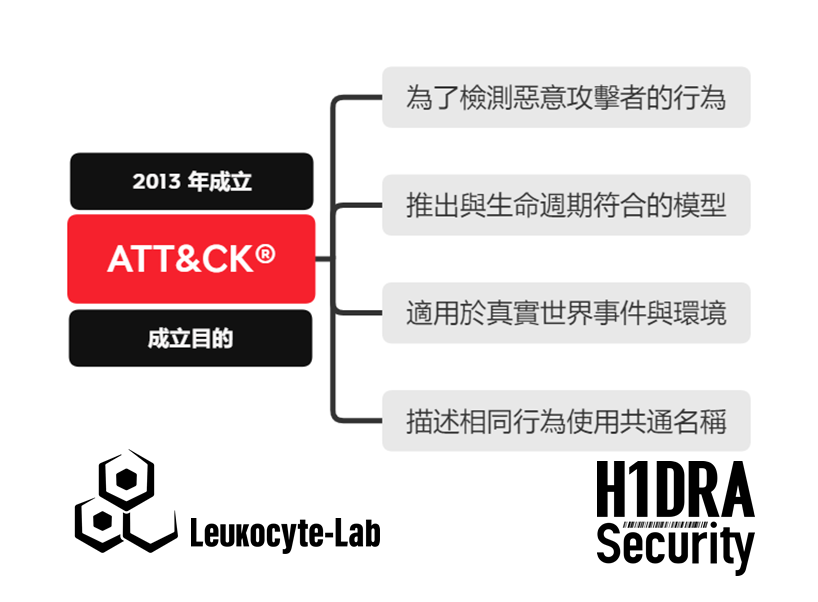 2013 年成立
ATT&CK®
成立目的
為了檢測惡意攻擊者的行為
推出與生命週期符合的模型
適用於真實世界事件與環境
描述相同行為使用共通名稱
Leukocyte-Lab
H1DRA
Security